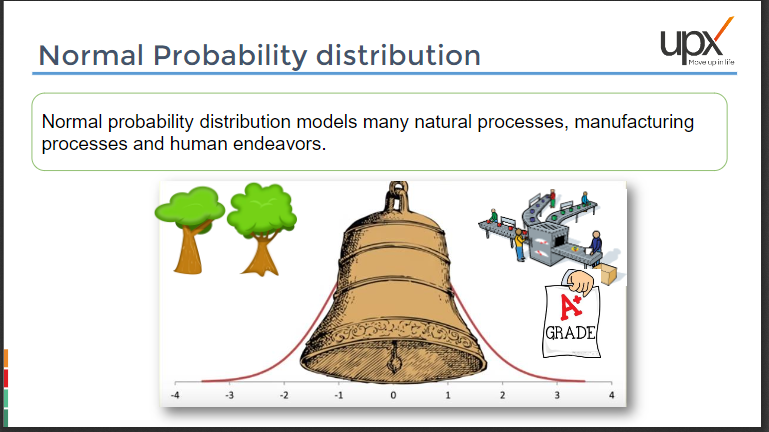 Normal Probability distribution
upx
Move up in life
Normal probability distribution models many natural processes, manufacturing
processes and human endeavors.
A+
GRADE
-4 -3 -2 -1 0 1 2 3 4